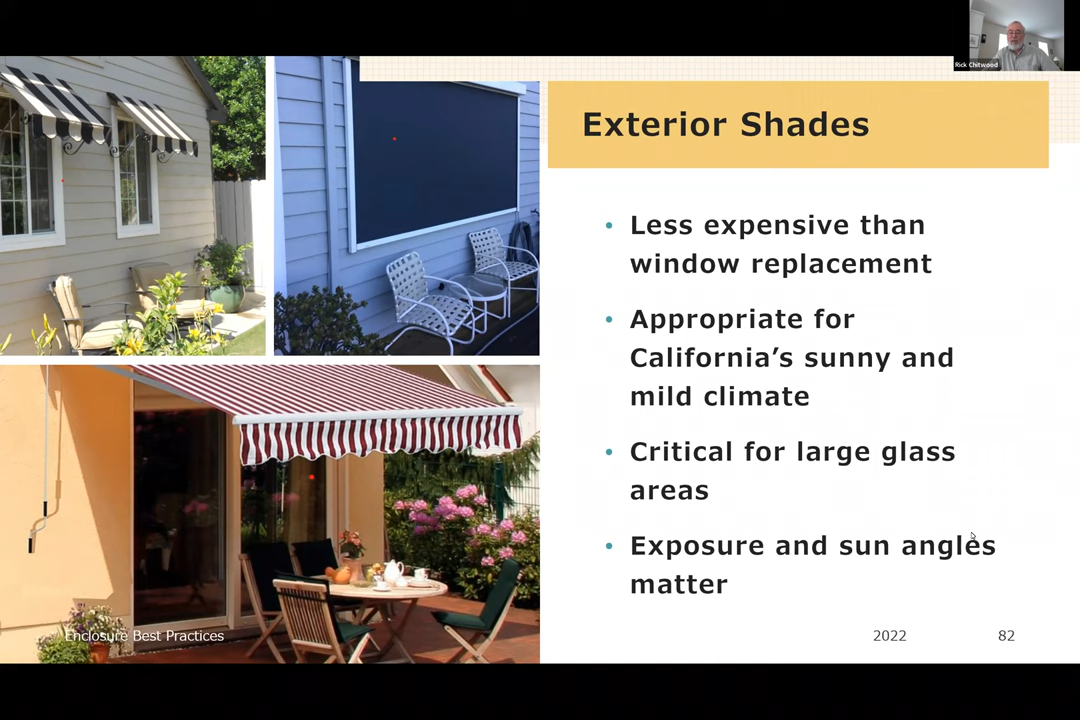 Rick Chitwood
Exterior Shades
• Less expensive than
window replacement
• Appropriate for
California’s sunny and
mild climate
• Critical for large glass
areas
• Exposure and sun angles
matter
Enclosure Best Practices
2022
82